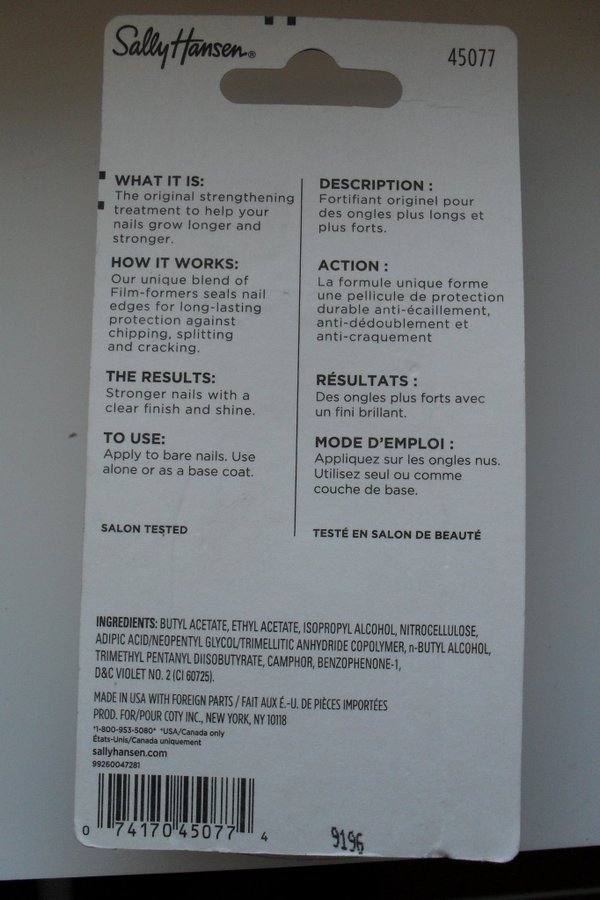 Sally Hansen®
45077
WHAT IT IS:
The original strengthening
treatment to help your
nails grow longer and
stronger.
HOW IT WORKS:
Our unique blend of
Film-formers seals nail
edges for long-lasting
protection against
chipping, splitting
and cracking.
THE RESULTS:
Stronger nails with a
clear finish and shine.
TO USE:
Apply to bare nails. Use
alone or as a base coat.
SALON TESTED
DESCRIPTION :
Fortifiant originel pour
des ongles plus longs et
plus forts.
ACTION :
La formule unique forme
une pellicule de protection
durable anti-écaillement,
anti-dédoublement et
anti-craquement
RÉSULTATS :
Des ongles plus forts avec
un fini brillant.
MODE D'EMPLOI :
Appliquez sur les ongles nus.
Utilisez seul ou comme
couche de base.
TESTÉ EN SALON DE BEAUTÉ
INGREDIENTS: BUTYL ACETATE, ETHYL ACETATE, ISOPROPYL ALCOHOL, NITROCELLULOSE,
ADIPIC ACID/NEOPENTYL GLYCOL/TRIMELLITIC ANHYDRIDE COPOLYMER, n-BUTYL ALCOHOL,
TRIMETHYL PENTANYL DIISOBUTYRATE, CAMPHOR, BENZOPHENONE-1,
D&C VIOLET NO. 2 (CI 60725).
MADE IN USA WITH FOREIGN PARTS / FAIT AUX É.-U. DE PIÈCES IMPORTÉES
PROD. FOR/POUR COTY INC., NEW YORK, NY 10118
*1-800-953-5080* *USA/Canada only
États-Unis/Canada uniquement
sallyhansen.com
99260047281
0 74170 45077 4
9196